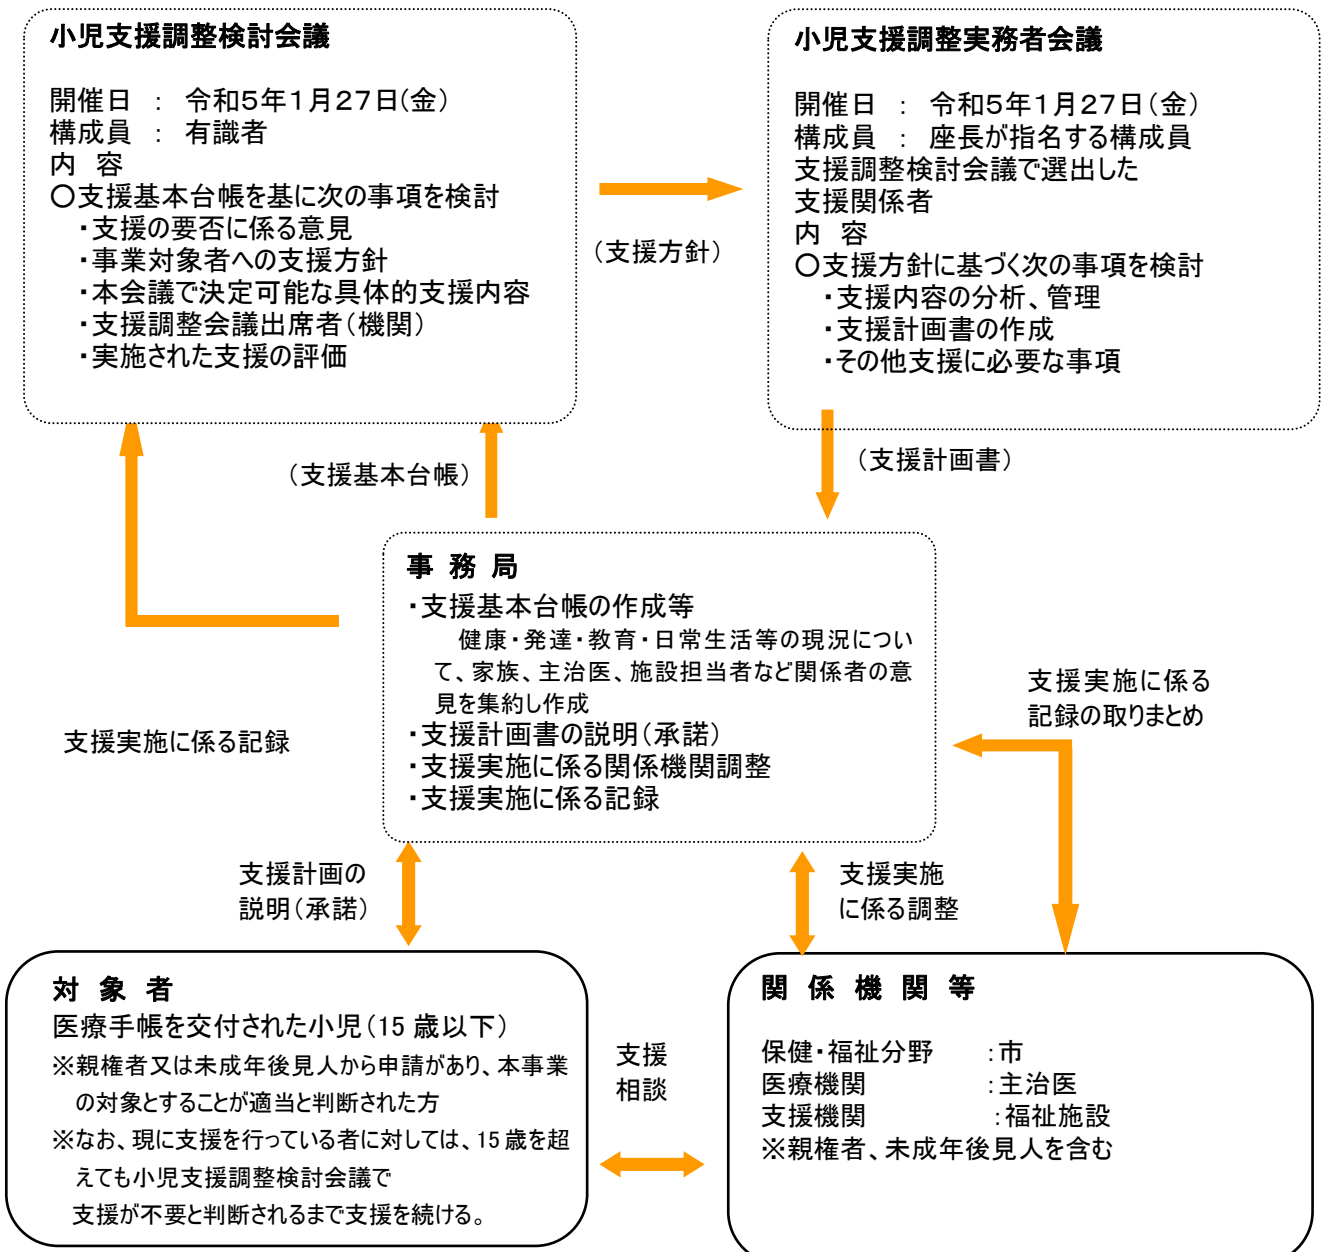 小児支援調整検討会議
開催日 : 令和5年1月27日(金)
構成員 : 有識者
内 容
○支援基本台帳を基に次の事項を検討
・支援の要否に係る意見
・事業対象者への支援方針
・本会議で決定可能な具体的支援内容
・支援調整会議出席者(機関)
・実施された支援の評価
(支援方針)
小児支援調整実務者会議
開催日 : 令和5年1月27日(金)
構成員 : 座長が指名する構成員
支援調整検討会議で選出した
支援関係者
内 容
○支援方針に基づく次の事項を検討
・支援内容の分析、管理
・支援計画書の作成
・その他支援に必要な事項
(支援基本台帳)
(支援計画書)
事 務 局
・支援基本台帳の作成等
健康・発達・教育・日常生活等の現況につい
て、家族、主治医、施設担当者など関係者の意
見を集約し作成
・支援計画書の説明(承諾)
・支援実施に係る関係機関調整
・支援実施に係る記録
支援実施に係る記録
支援実施に係る
記録の取りまとめ
支援計画の
説明(承諾)
支援実施
に係る調整
対 象 者
医療手帳を交付された小児(15 歳以下)
※親権者又は未成年後見人から申請があり、本事業
の対象とすることが適当と判断された方
※なお、現に支援を行っている者に対しては、15 歳を超
えても小児支援調整検討会議で
支援が不要と判断されるまで支援を続ける。
支援
相談
関 係 機 関 等
保健・福祉分野 :市
医療機関 :主治医
支援機関 :福祉施設
※親権者、未成年後見人を含む